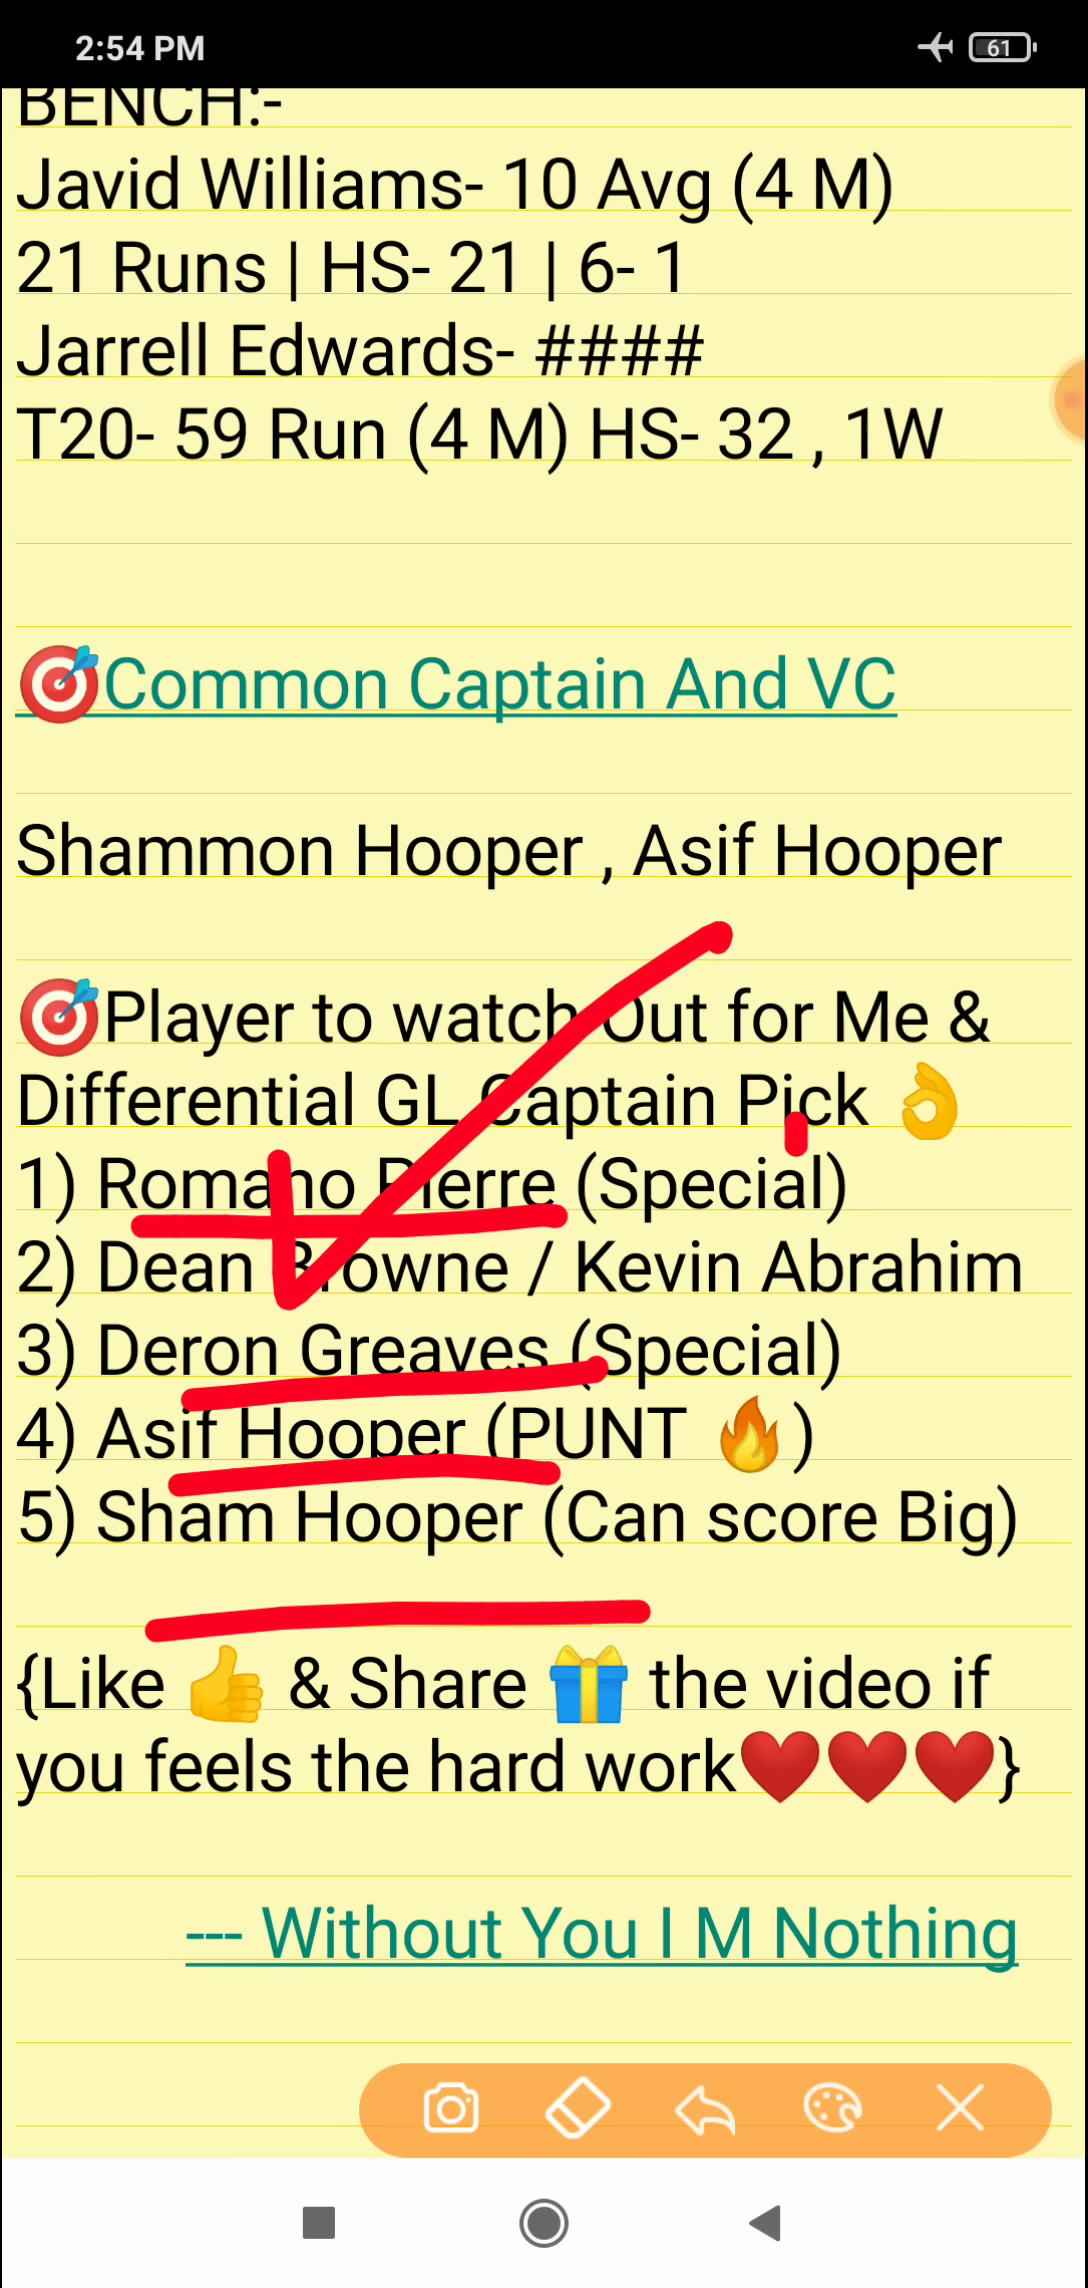 2:54 PM
61
BENCH:-
Javid Williams- 10 Avg (4 M)
21 Runs | HS- 21 | 6- 1
Jarrell Edwards- ####
T20- 59 Run (4 M) HS- 32 , 1W
🎯Common Captain And VC
Shammon Hooper , Asif Hooper
🎯Player to watch Out for Me &
Differential GL Captain Pick 👌
1) Romano Pierre (Special)
2) Dean Browne / Kevin Abrahim
3) Deron Greaves (Special)
4) Asif Hooper (PUNT 🔥)
5) Sham Hooper (Can score Big)
{Like 👍 & Share 🎁 the video if
you feels the hard work❤️❤️❤️}
--- Without You I M Nothing